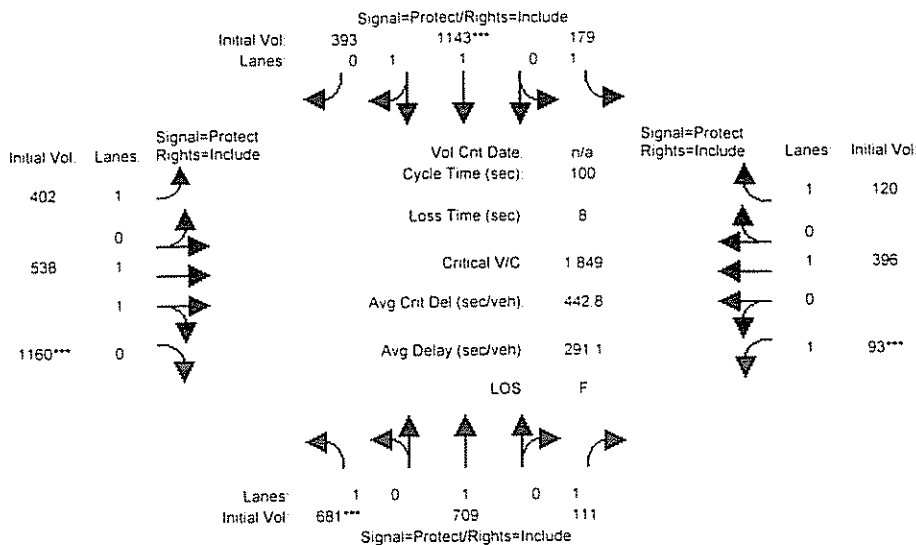 Signal=Protect/Rights=Include
Initial Vol: 393 1143*** 179
Lanes: 0 1 1 0 1
Signal=Protect
Rights=Include
Signal=Protect
Rights=Include
Initial Vol. Lanes. Vol Cnt Date. n/a Lanes: Initial Vol:
Cycle Time (sec): 100
402 1 1 120
Loss Time (sec) 8
0 0
538 1 Critical V/C 1 849 1 396
1 Avg Crit Del (sec/veh). 442.8 0
1160*** 0 Avg Delay (sec/veh) 291 1 1 93***
LOS F
Lanes: 1 0 1 0 1
Initial Vol: 681*** 709 111
Signal=Protect/Rights=Include